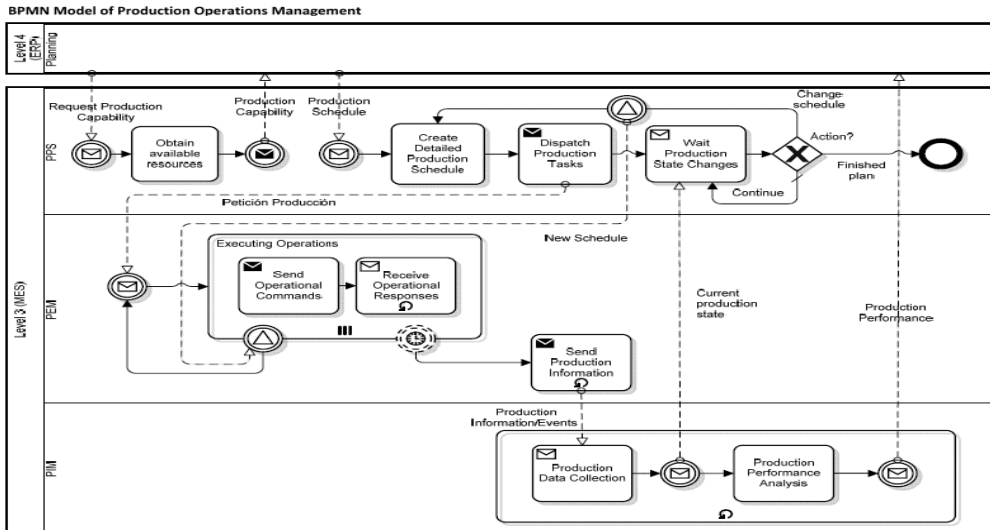 BPMN Model of Production Operations Management
Level 4
(ERP)
Planning
Request Production
Capability
Production
Capability
Production
Schedule
Change
schedule
Level 3 (MES)
PPS
Obtain
available
resources
Create
Detailed
Production
Schedule
Dispatch
Production
Tasks
Wait
Production
State Changes
Action?
Finished
plan
Continue
Petición Producción
New Schedule
PEM
Executing Operations
Send
Operational
Commands
Receive
Operational
Responses
Current
production
state
Production
Performance
Send
Production
Information
Production
Information/Events
PIM
Production
Data Collection
Production
Performance
Analysis